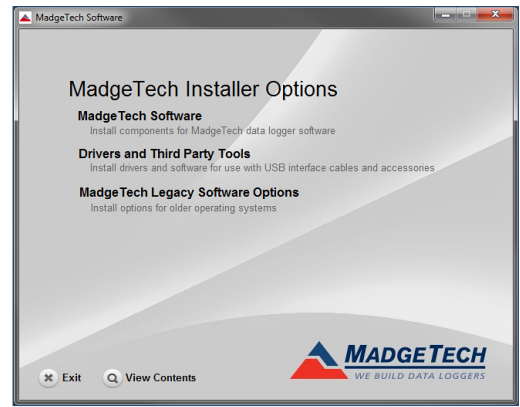 MadgeTech Software
MadgeTech Installer Options
MadgeTech Software
Install components for MadgeTech data logger software
Drivers and Third Party Tools
Install drivers and software for use with USB interface cables and accessories
MadgeTech Legacy Software Options
Install options for older operating systems
MADGETECH
WE BUILD DATA LOGGERS
Exit
View Contents